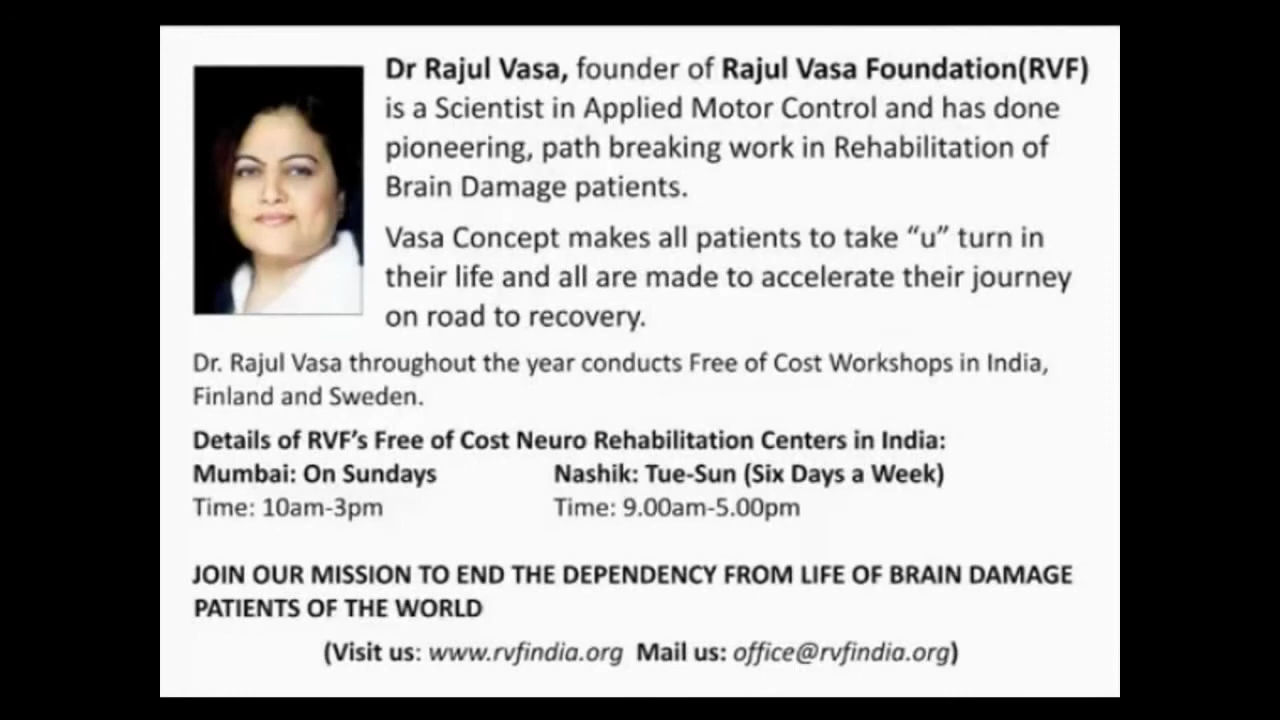 Dr Rajul Vasa, founder of Rajul Vasa Foundation(RVF)
is a Scientist in Applied Motor Control and has done
pioneering, path breaking work in Rehabilitation of
Brain Damage patients.
Vasa Concept makes all patients to take “u” turn in
their life and all are made to accelerate their journey
on road to recovery.
Dr. Rajul Vasa throughout the year conducts Free of Cost Workshops in India,
Finland and Sweden.
Details of RVF’s Free of Cost Neuro Rehabilitation Centers in India:
Mumbai: On Sundays Nashik: Tue-Sun (Six Days a Week)
Time: 10am-3pm Time: 9.00am-5.00pm
JOIN OUR MISSION TO END THE DEPENDENCY FROM LIFE OF BRAIN DAMAGE
PATIENTS OF THE WORLD
(Visit us: www.rvfindia.org Mail us: office@rvfindia.org)